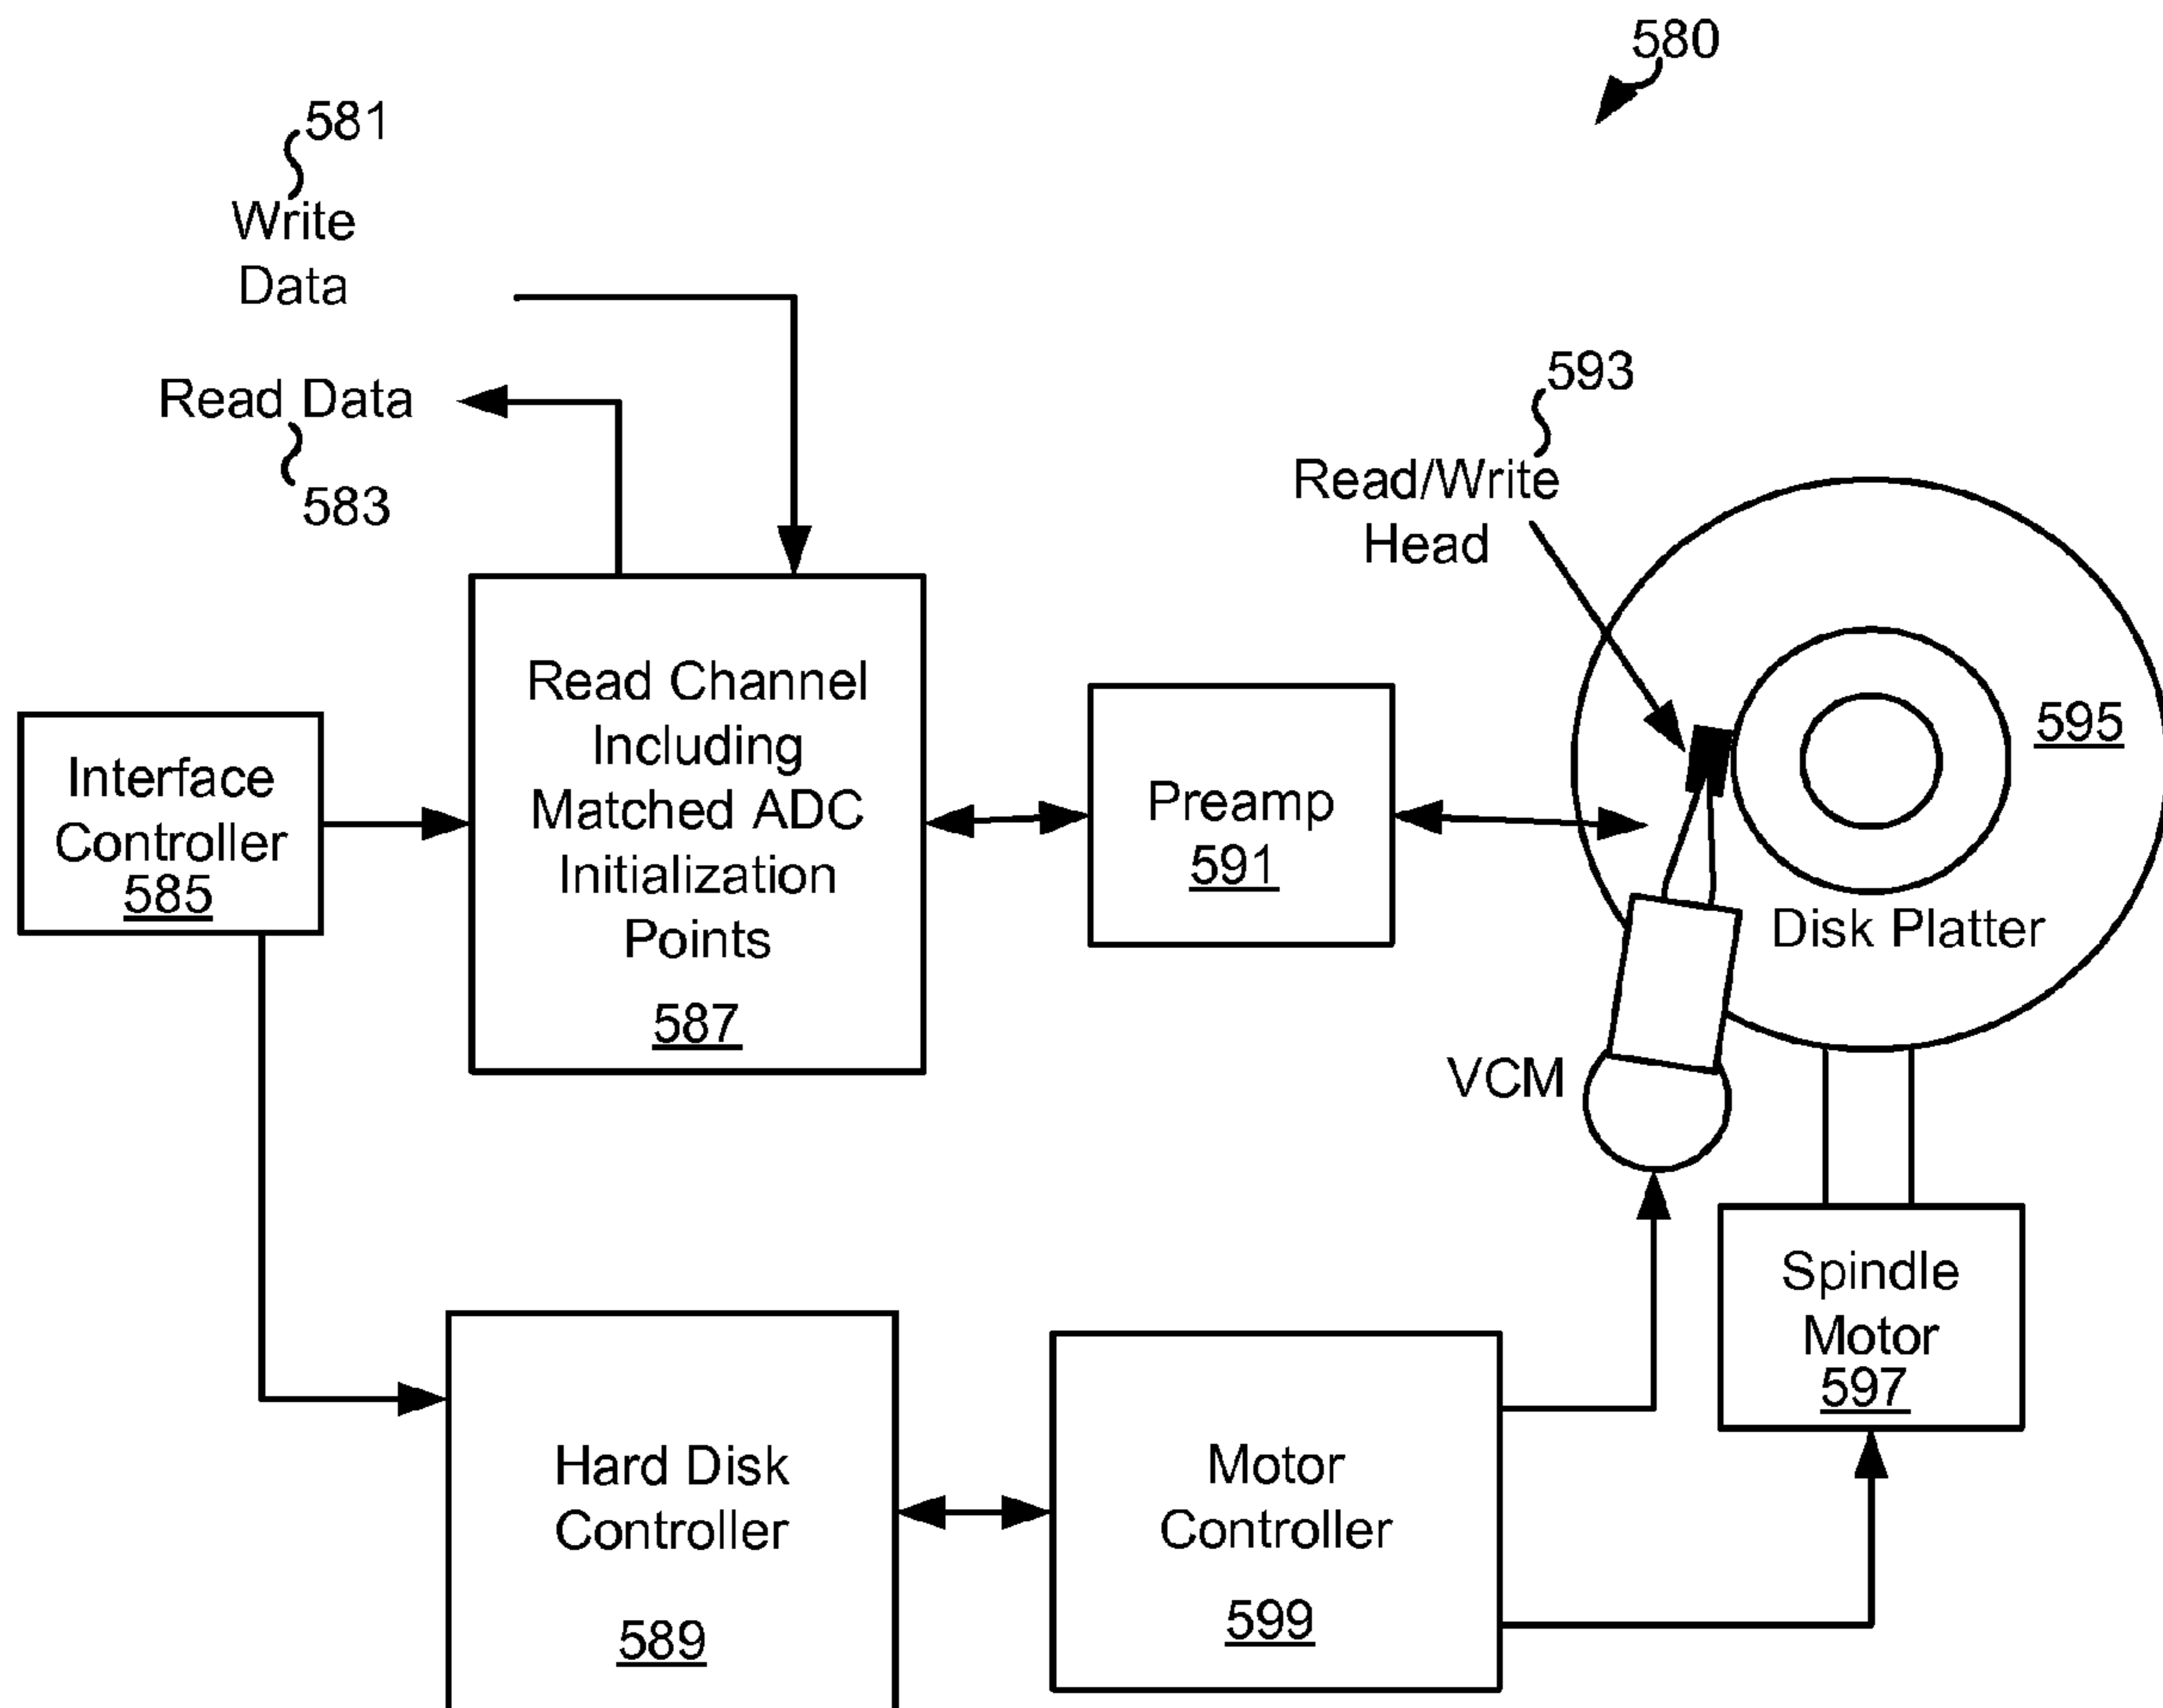 580
581
Write
Data
Read Data
583
593
Read/Write
Head
Read Channel
Including
Matched ADC
Initialization
Points
587
Interface
Controller
585
Preamp
591
595
Disk Platter
VCM
Spindle
Motor
597
Hard Disk
Controller
589
Motor
Controller
599